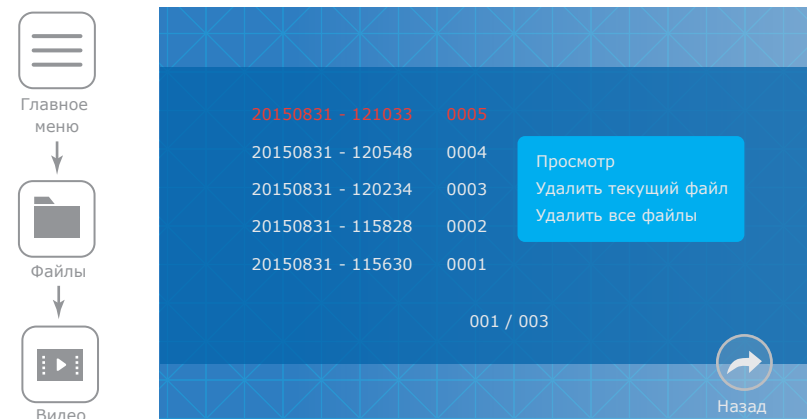 Главное
меню
Файлы
Видео
20150831 - 121033 0005
20150831 - 120548 0004
20150831 - 120234 0003
20150831 - 115828 0002
20150831 - 115630 0001
Просмотр
Удалить текущий файл
Удалить все файлы
001 / 003
Назад